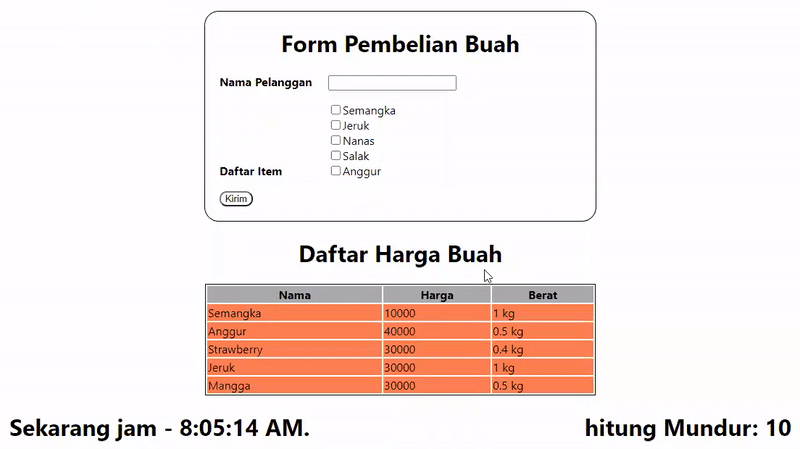 Form Pembelian Buah
Nama Pelanggan
Semangka
Jeruk
Nanas
Salak
Daftar Item Anggur
Kirim
Daftar Harga Buah
Nama Harga Berat
Semangka 10000 1 kg
Anggur 40000 0.5 kg
Strawberry 30000 0.4 kg
Jeruk 30000 1 kg
Mangga 30000 0.5 kg
Sekarang jam - 8:05:14 AM. hitung Mundur: 10